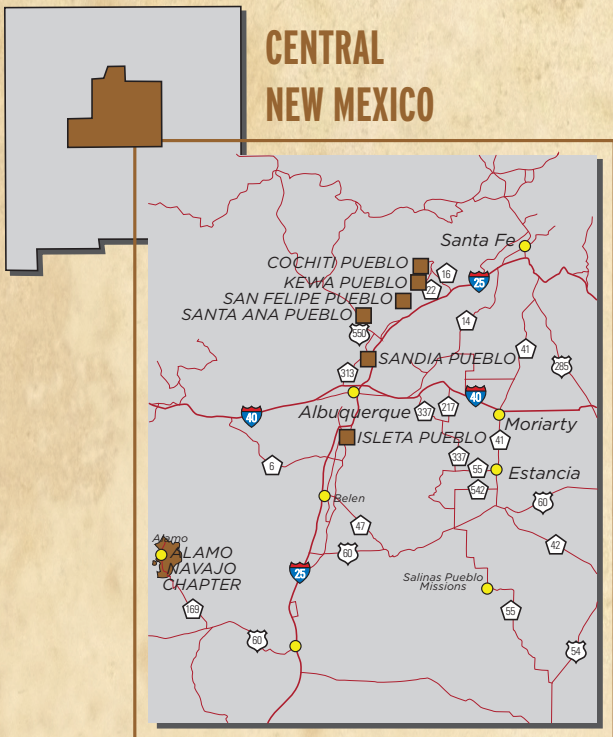 CENTRAL
NEW MEXICO
Santa Fe
COCHITI PUEBLO
16
25
KEWA PUEBLO
22
SAN FELIPE PUEBLO
SANTA ANA PUEBLO
14
550
41
SANDIA PUEBLO
285
313
40
40
Albuquerque
337
217
Moriarty
ISLETA PUEBLO
41
337
6
55
Estancia
542
Belen
60
47
Alamo
42
ALAMO
60
NAVAJO
25
CHAPTER
Salinas Pueblo
Missions
169
55
60
54